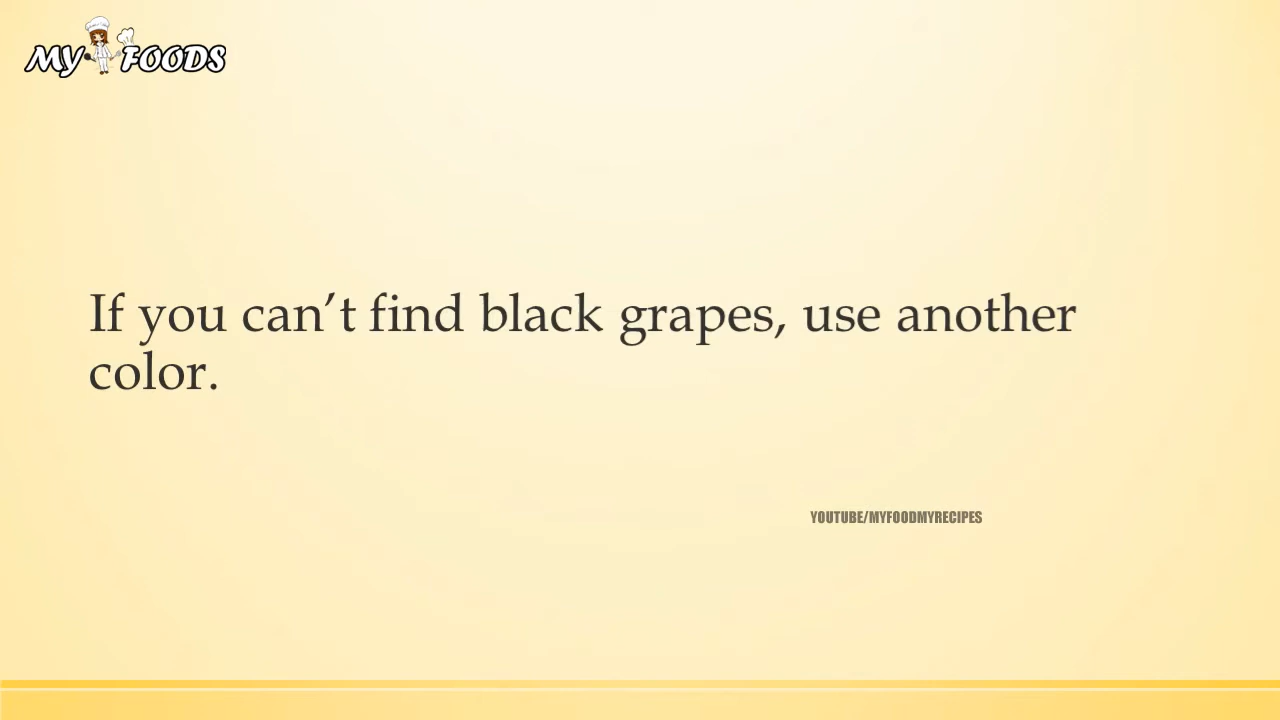 MY FOODS
If you can’t find black grapes, use another
color.
YOUTUBE/MYFOODMYRECIPES